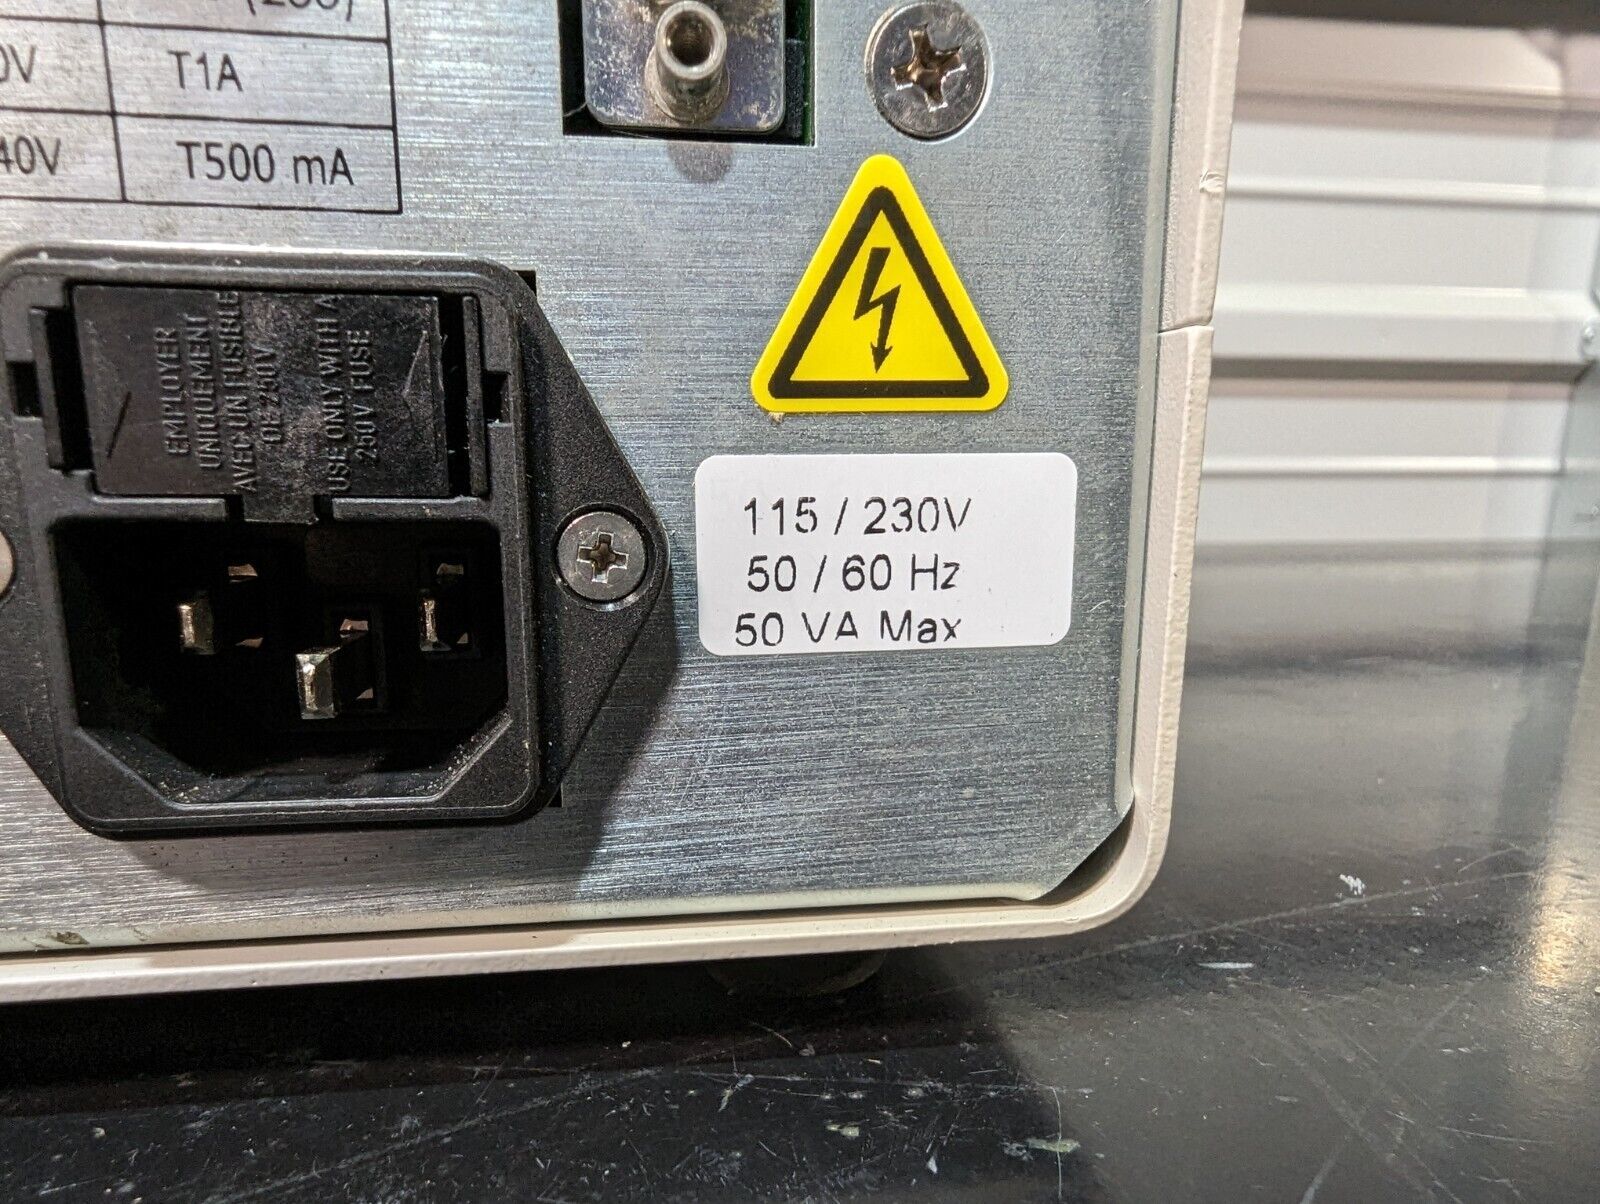 T1A
40V T500 mA
EMPLOYER
UNIQUEMENT
AVEC UN FUSIBLE
DE 250V
USE ONLY WITH A
250V FUSE
115 / 230V
50 / 60 Hz
50 VA Max